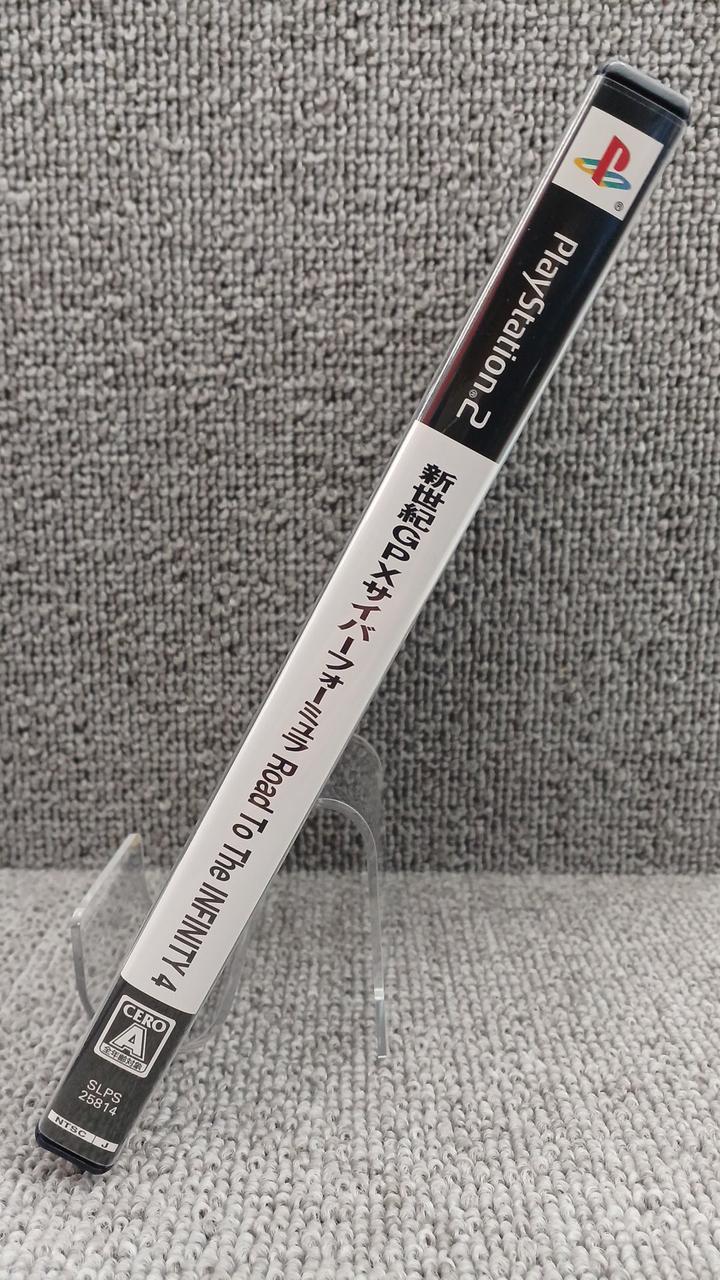 ®
PlayStation®2
新世紀GPXサイバーフォーミュラ Road To The INFINITY 4
CERO
A
全年齢対象
SLPS
25814
NTSC J